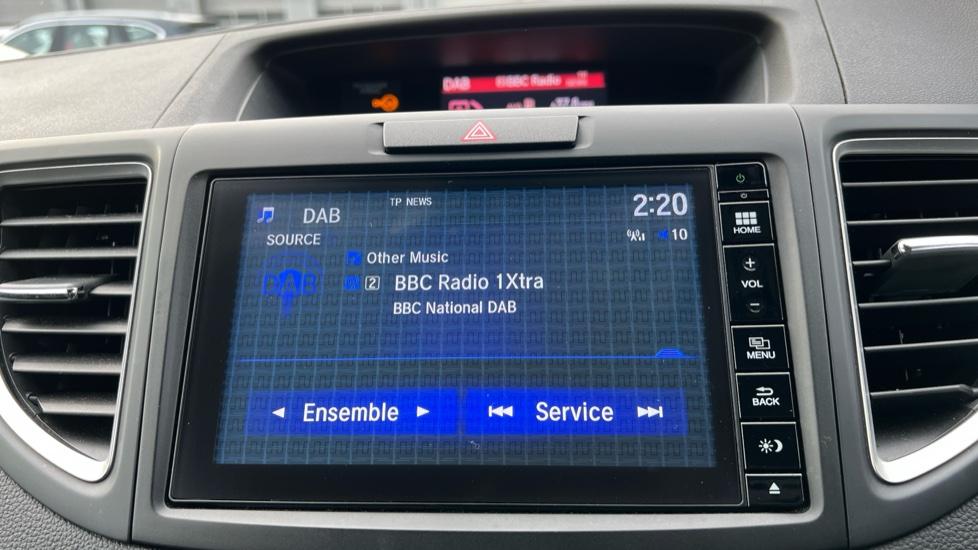 DAB BBC Radio
TP NEWS
DAB
2:20
SOURCE
10
Other Music
DAB
2 BBC Radio 1Xtra
BBC National DAB
Ensemble
Service
HOME
VOL
MENU
BACK